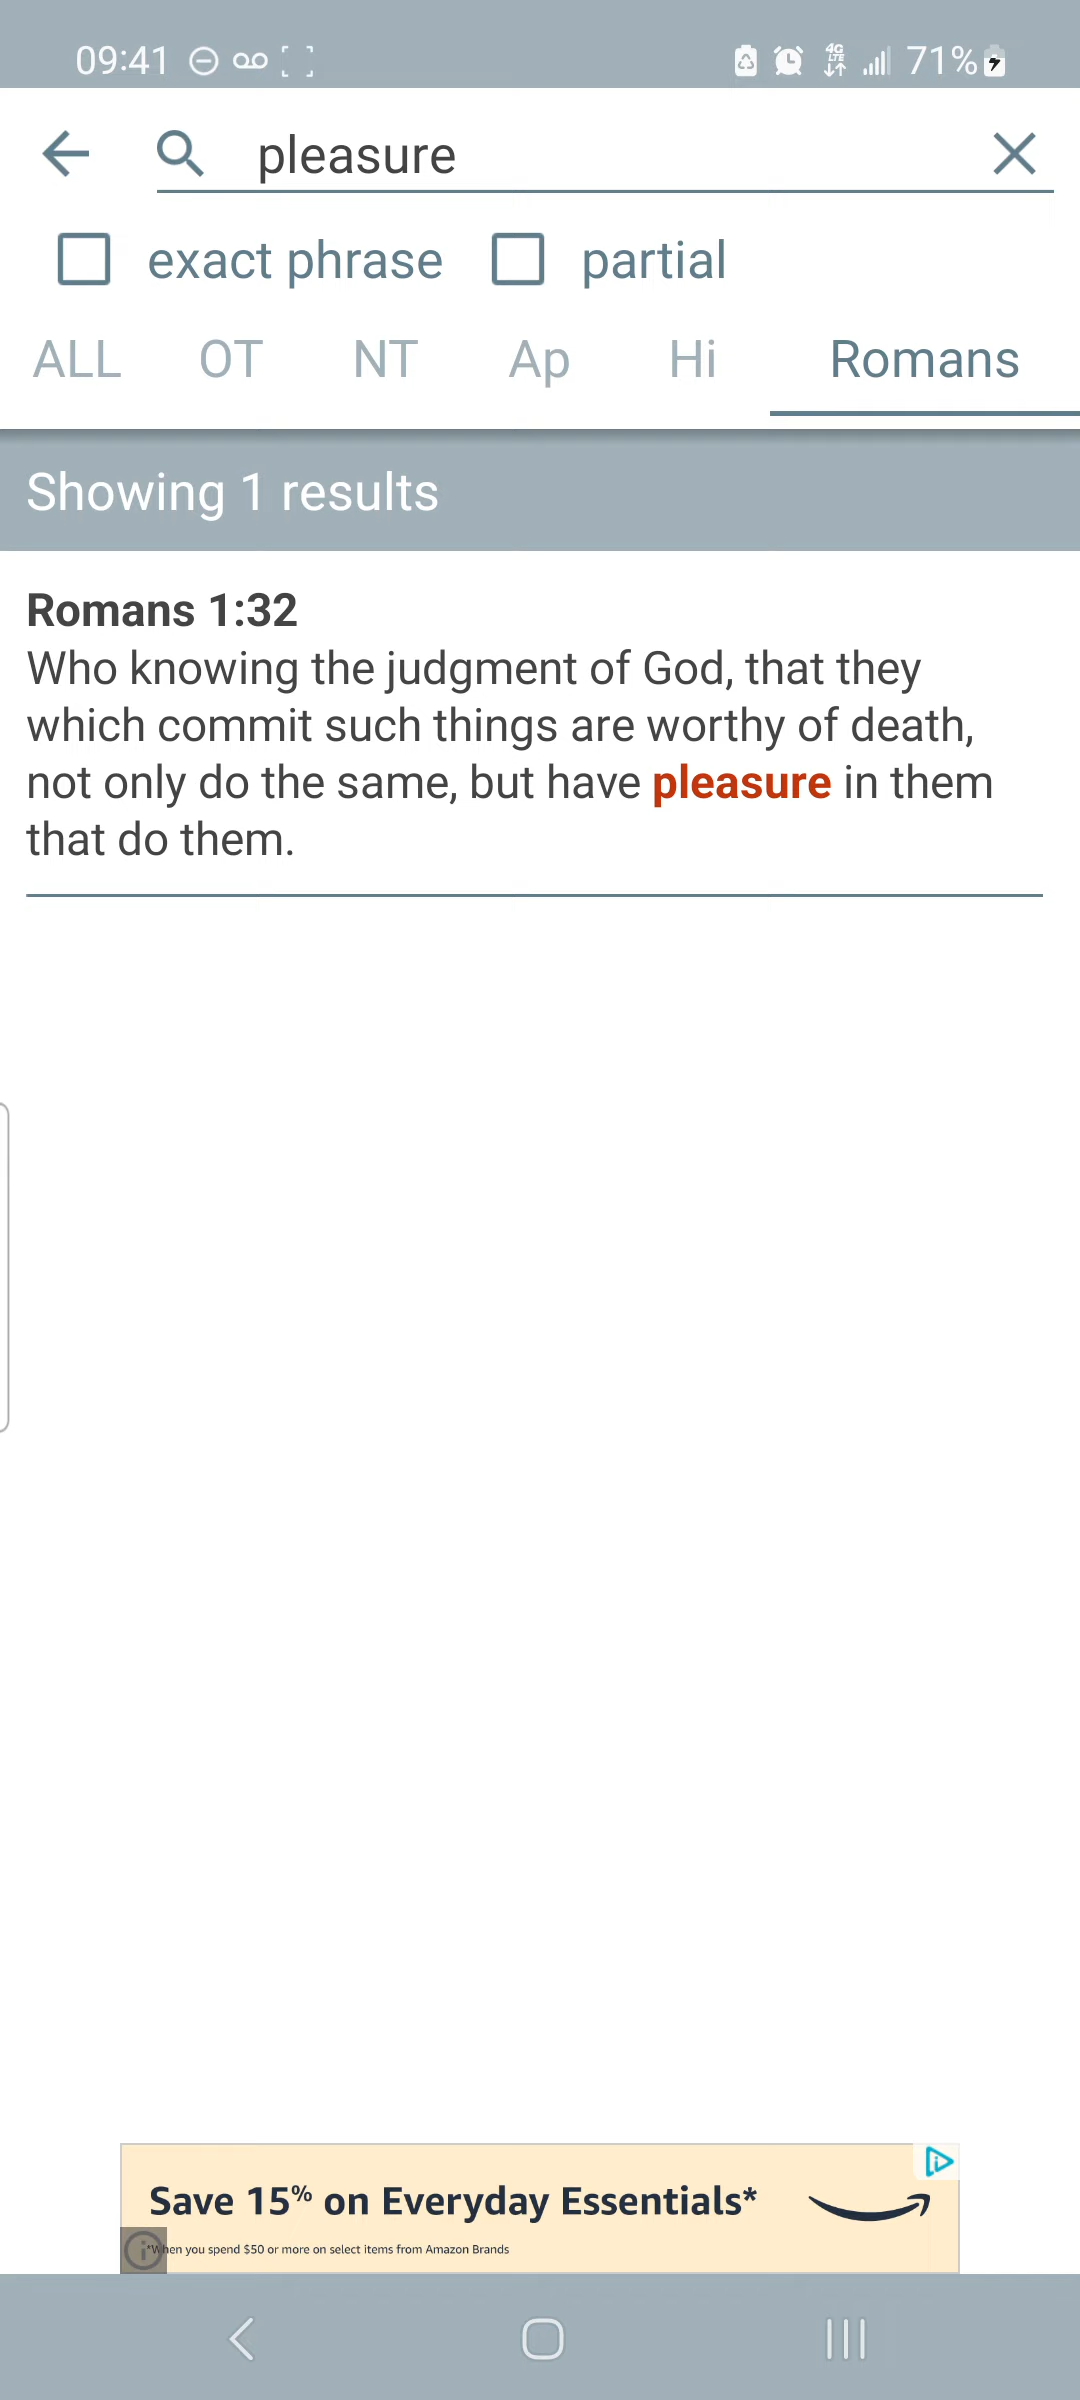 09:41 4G LTE 71%
pleasure
exact phrase partial
ALL OT NT Ap Hi Romans
Showing 1 results
Romans 1:32
Who knowing the judgment of God, that they
which commit such things are worthy of death,
not only do the same, but have pleasure in them
that do them.
Save 15% on Everyday Essentials*
*When you spend $50 or more on select items from Amazon Brands